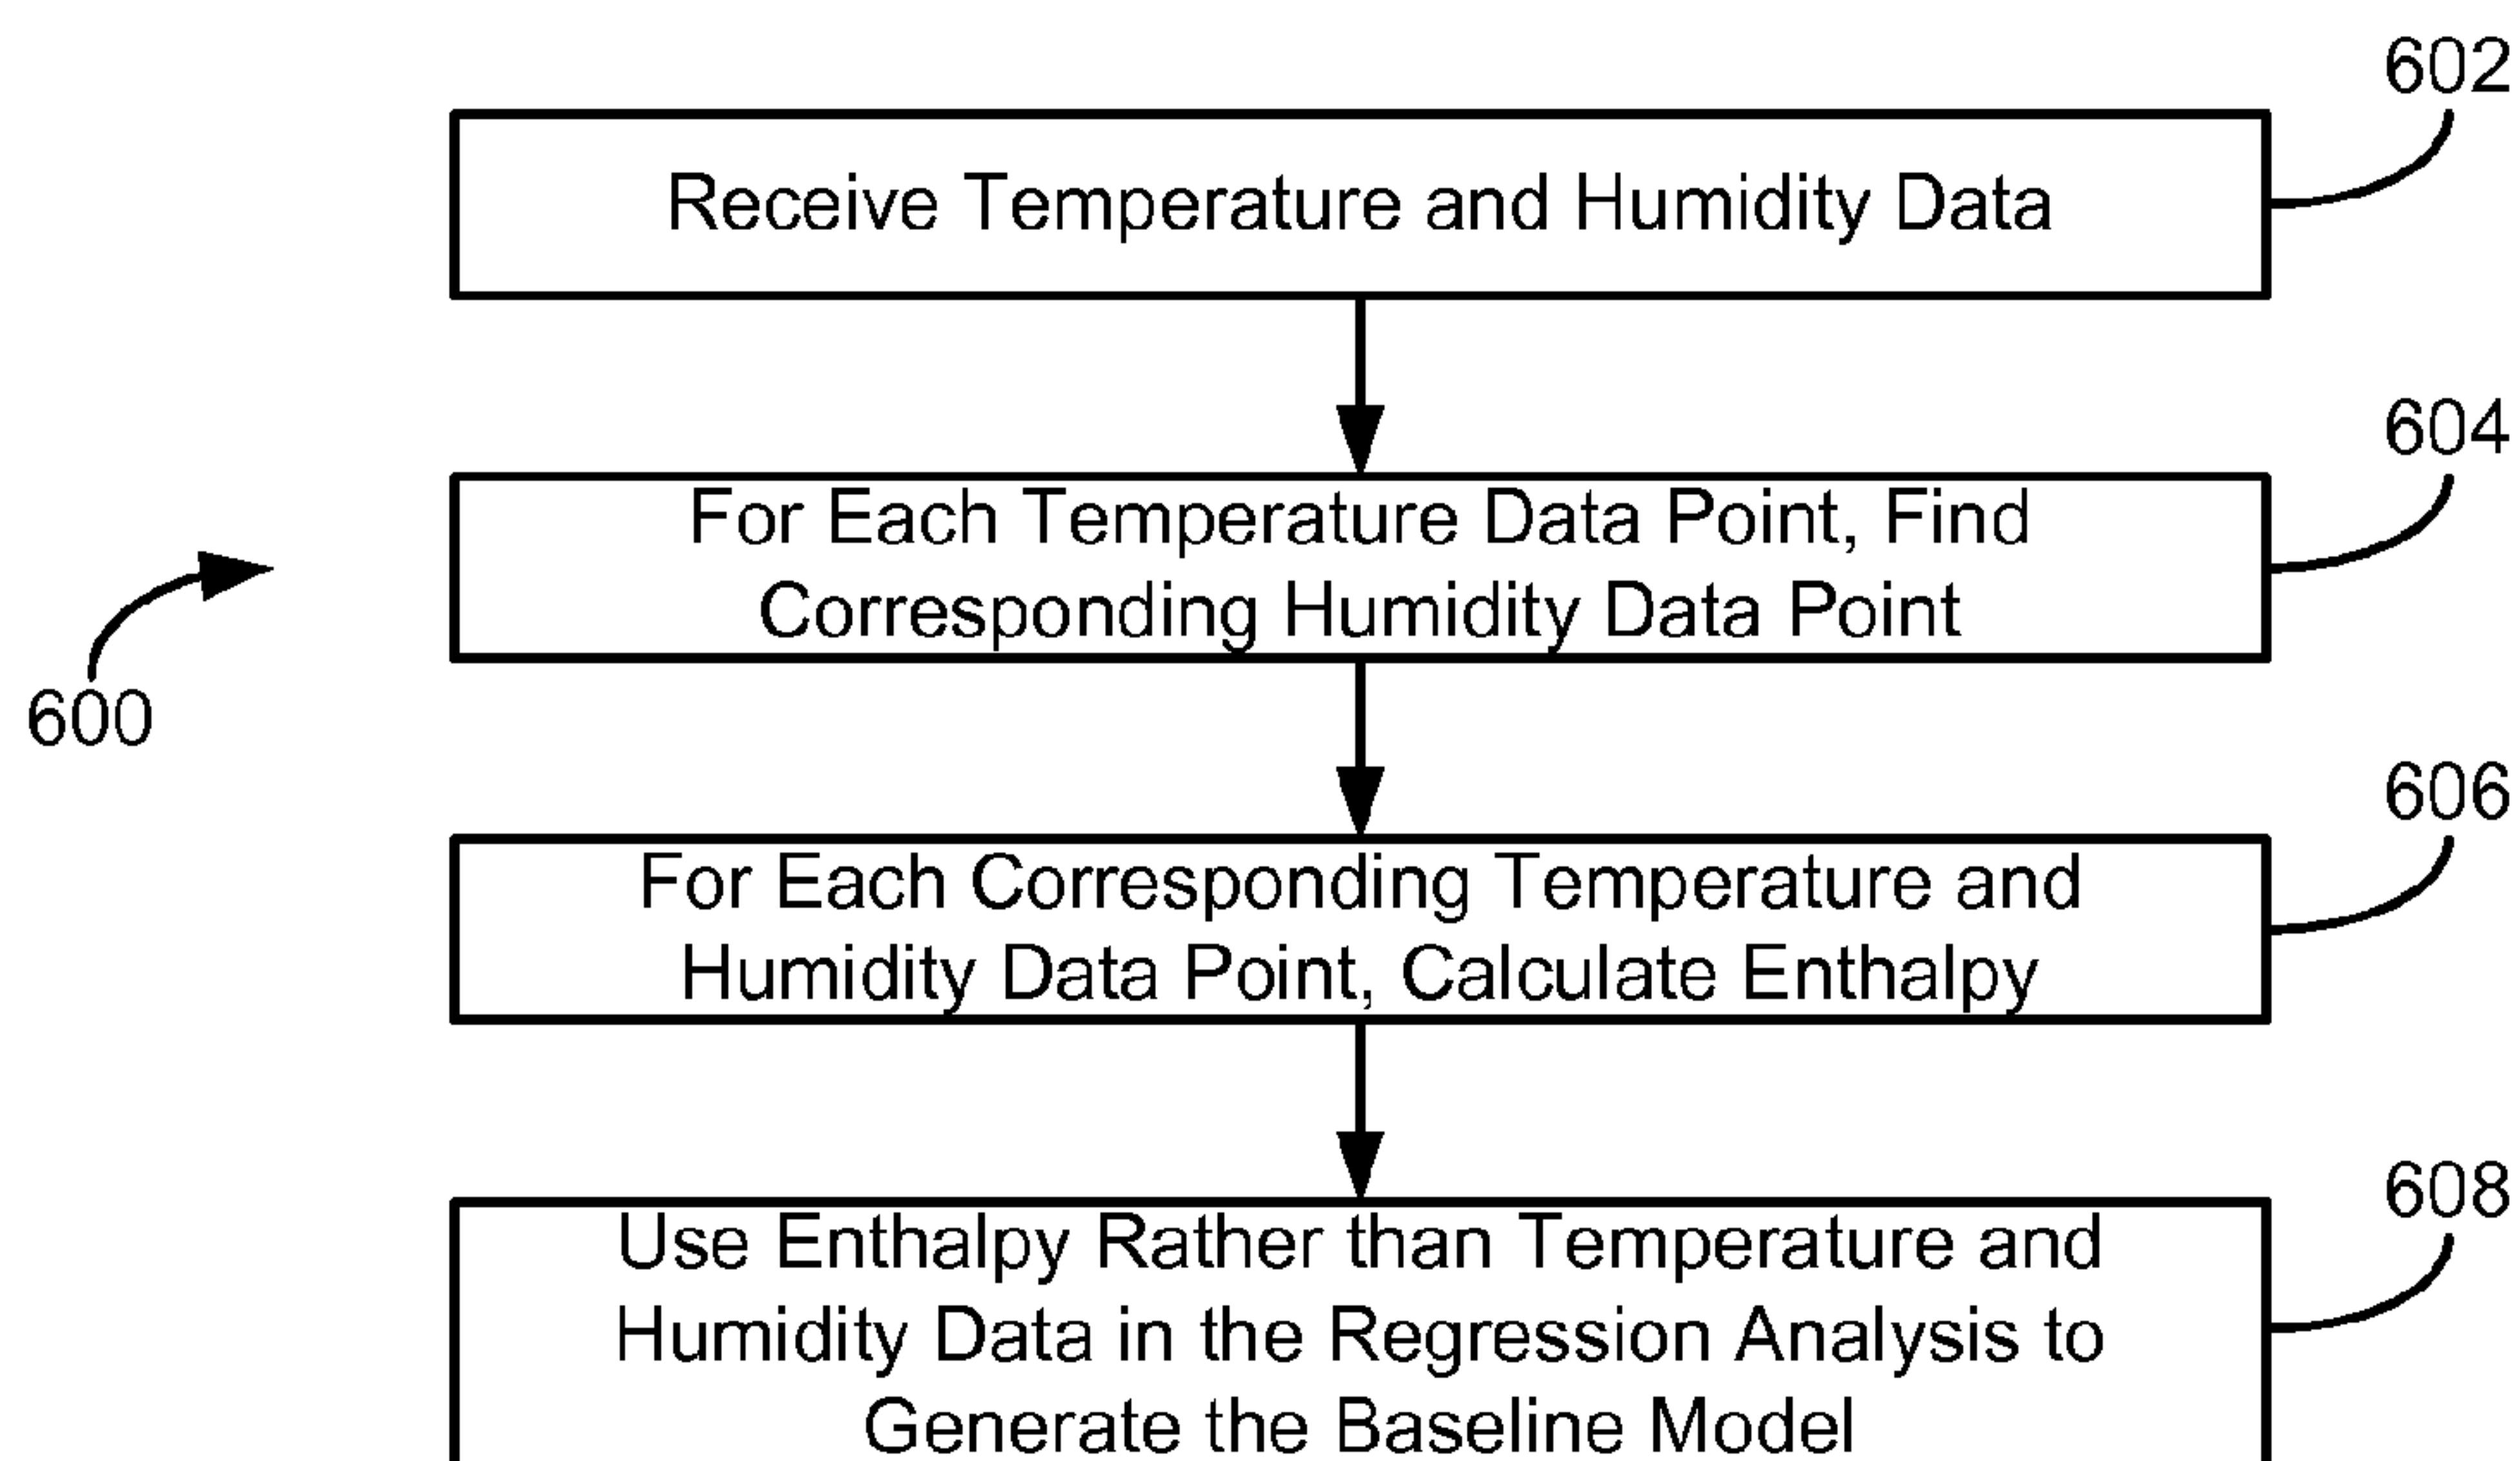 602
Receive Temperature and Humidity Data
604
For Each Temperature Data Point, Find
Corresponding Humidity Data Point
600
606
For Each Corresponding Temperature and
Humidity Data Point, Calculate Enthalpy
608
Use Enthalpy Rather than Temperature and
Humidity Data in the Regression Analysis to
Generate the Baseline Model